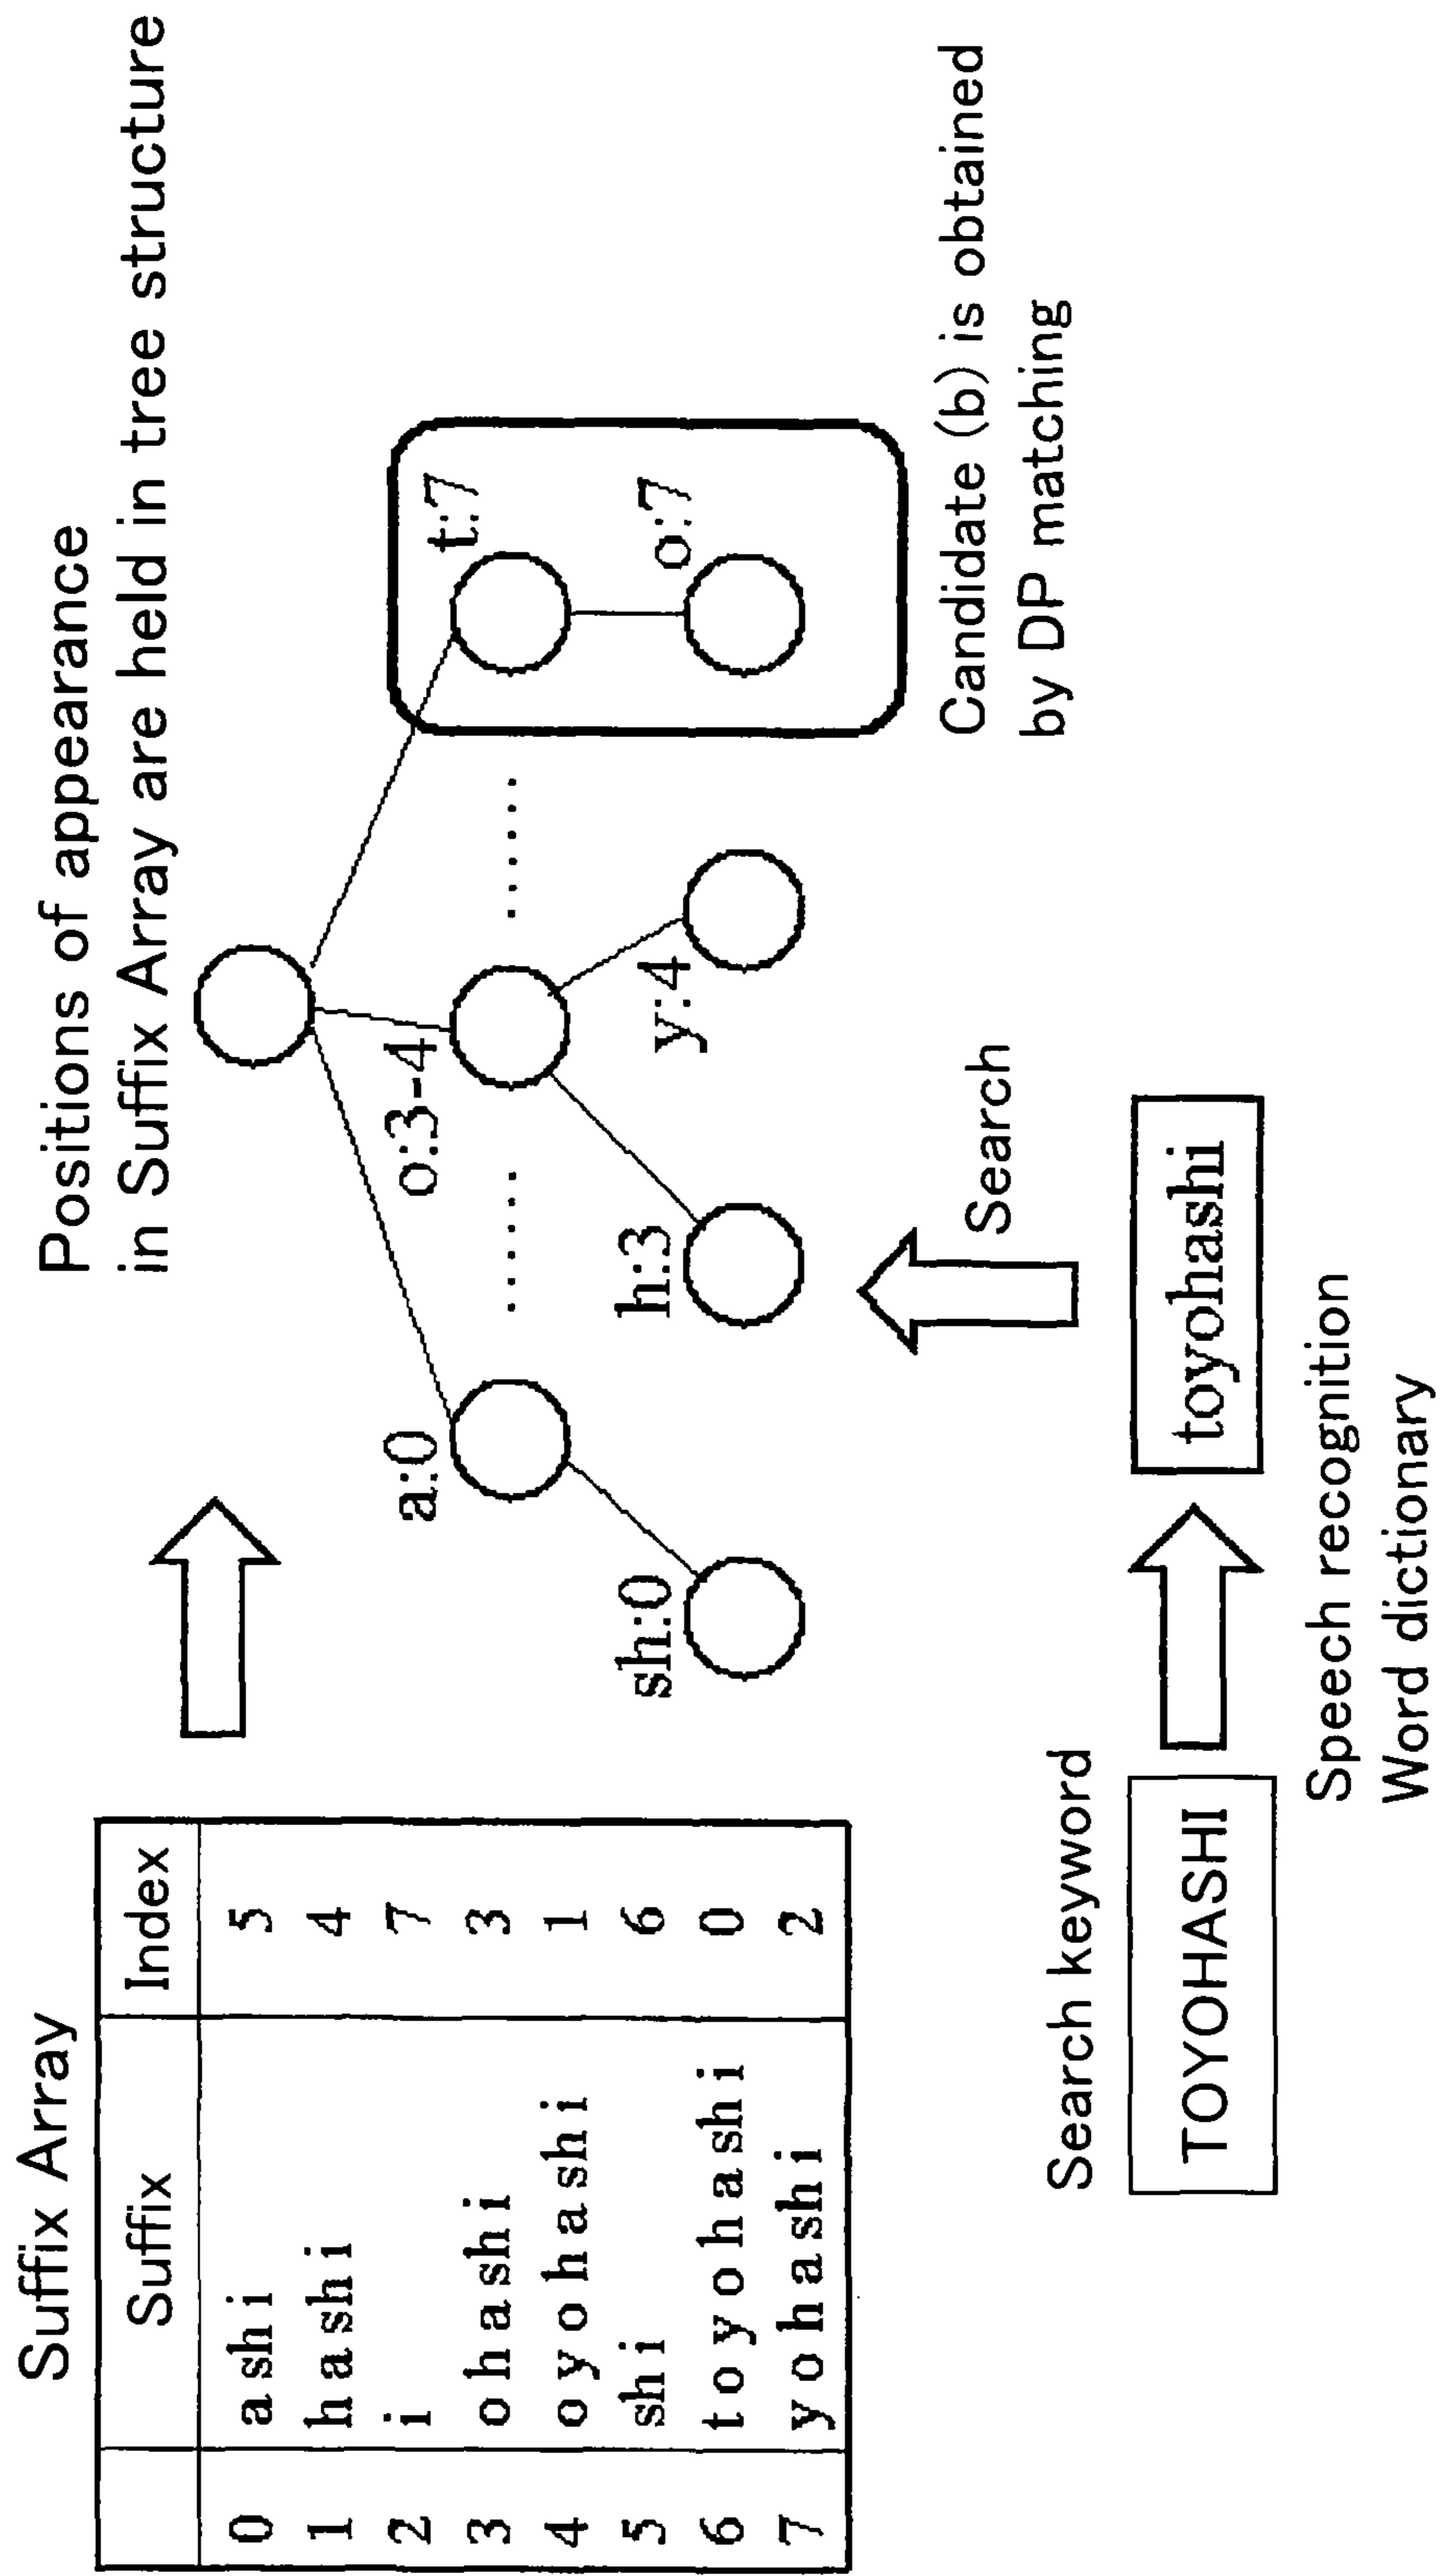 Suffix Array
Suffix Index
0 a shi 5
1 h a shi 4
2 i 7
3 o h a shi 3
4 o y o h a shi 1
5 shi 6
6 t o y o h a shi 0
7 y o h a shi 2
Positions of appearance
in Suffix Array are held in tree structure
a:0
o:3-4
t:7
sh:0
h:3
y:4
o:7
Candidate (b) is obtained
by DP matching
Search
Search keyword
TOYOHASHI
toyohashi
Speech recognition
Word dictionary